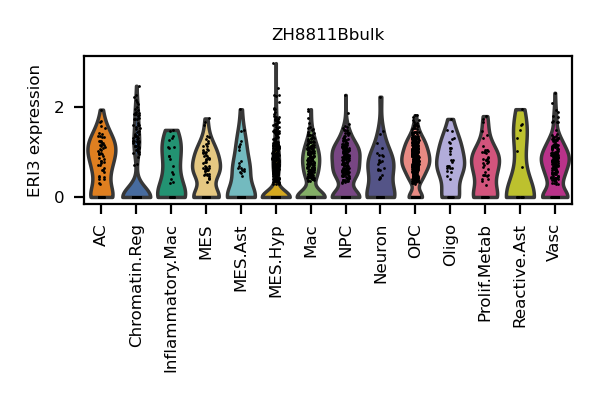 ZH8811Bbulk
ERI3 expression
2
0
AC
Chromatin.Reg
Inflammatory.Mac
MES
MES.Ast
MES.Hyp
Mac
NPC
Neuron
OPC
Oligo
Prolif.Metab
Reactive.Ast
Vasc